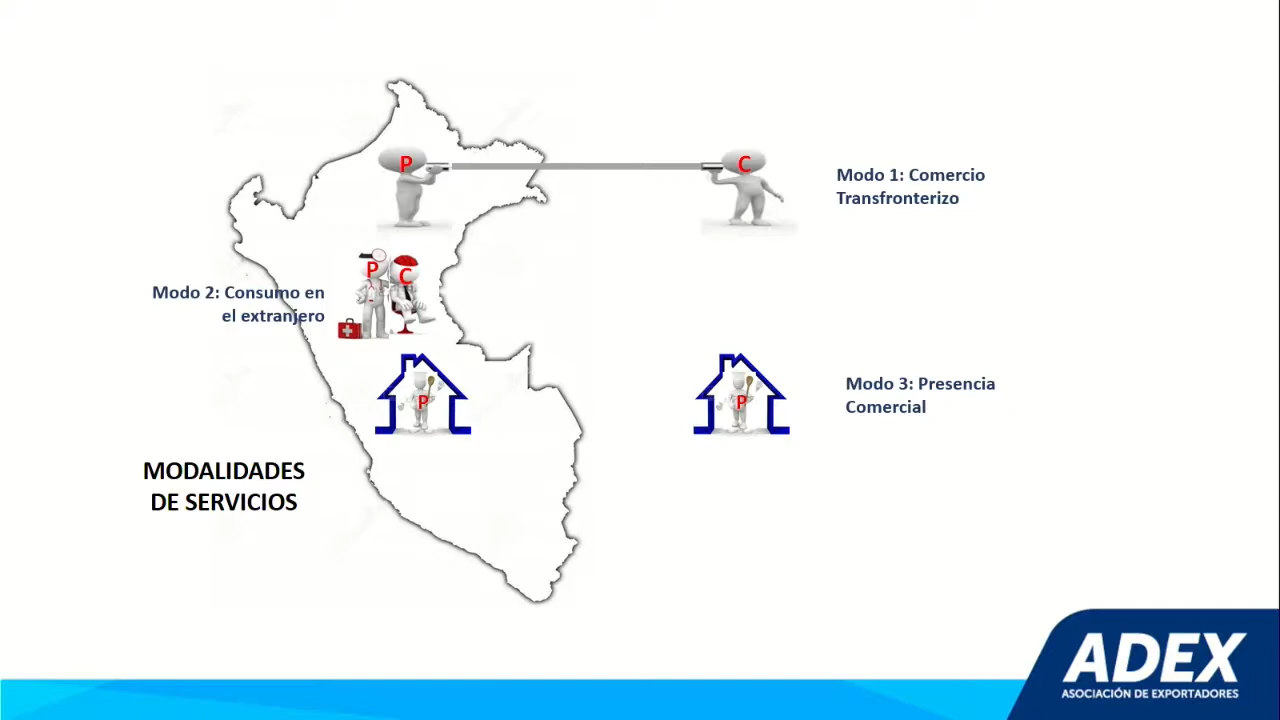 P
C
Modo 1: Comercio
Transfronterizo
P
C
Modo 2: Consumo en
el extranjero
P
P
Modo 3: Presencia
Comercial
MODALIDADES
DE SERVICIOS
ADEX
ASOCIACIÓN DE EXPORTADORES